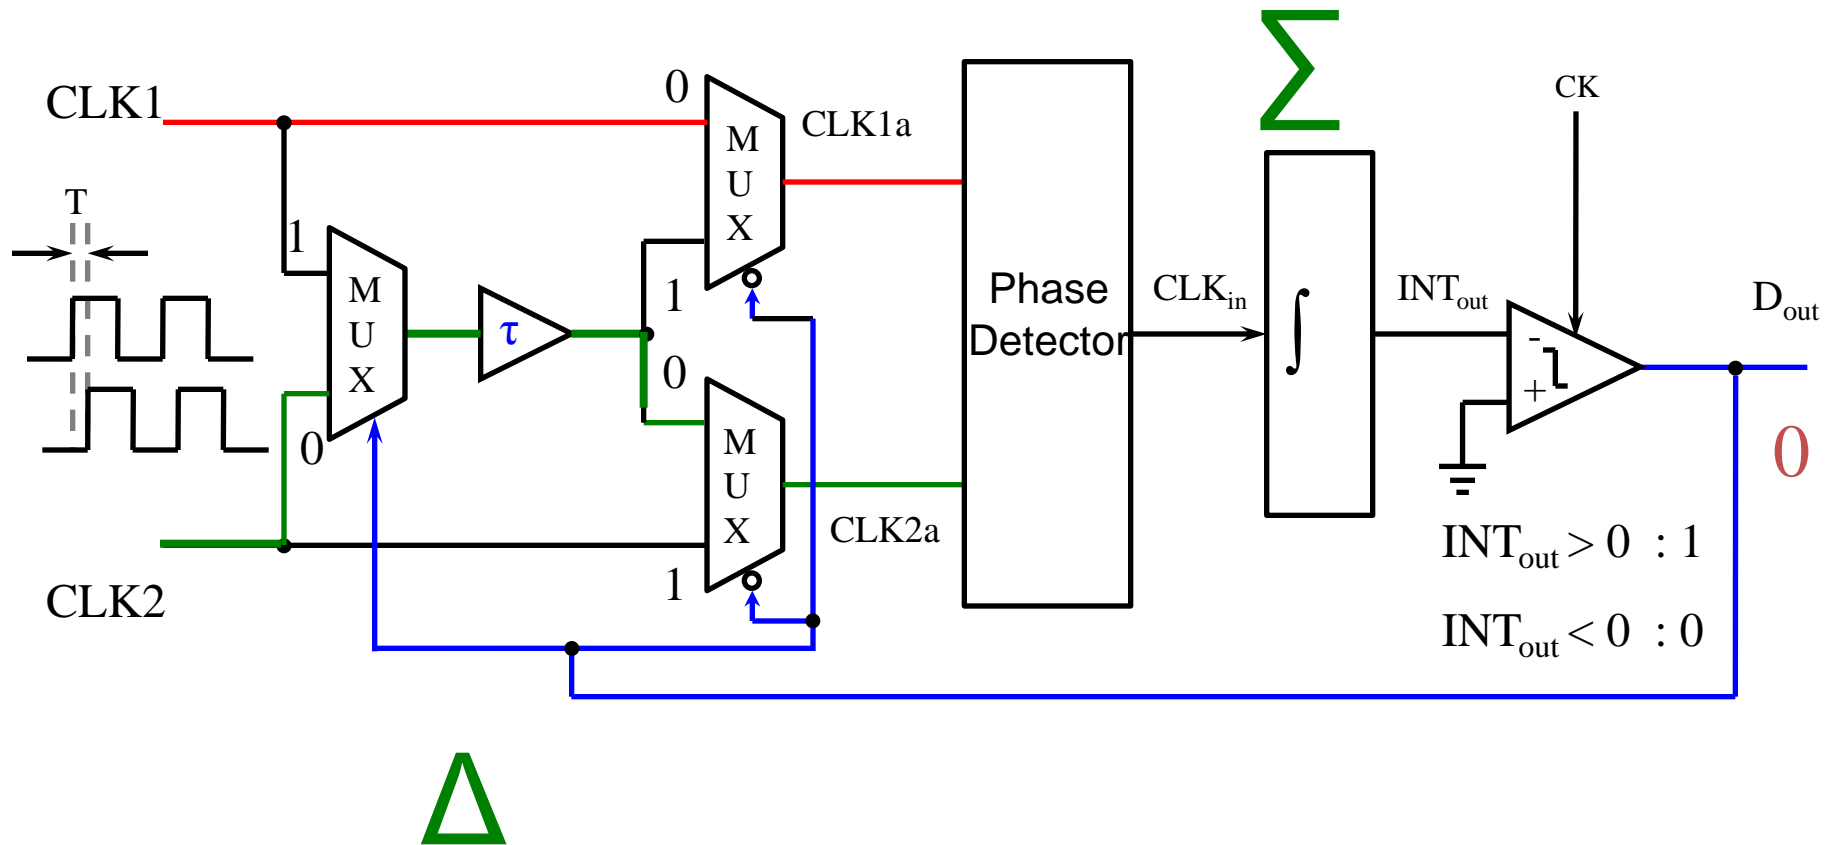 Σ
CLK1
0
CK
M
U
X
CLK1a
T
1
M
U
X
0
τ
1
0
M
U
X
1
CLK2a
CLK2
Phase
Detector
CLKin
∫
INTout
-
+
Dout
0
INTout > 0 : 1
INTout < 0 : 0
Δ